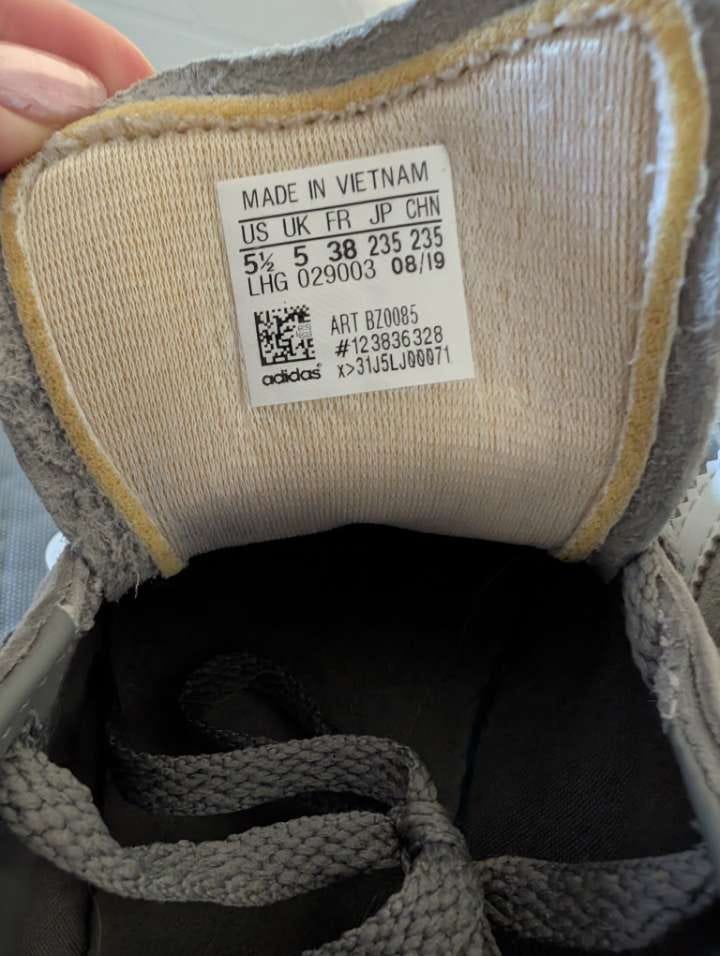 MADE IN VIETNAM
US UK FR JP CHN
5½ 5 38 235 235
LHG 029003 08/19
ART BZ0085
#123836328
x>31J5LJ00071
adidas